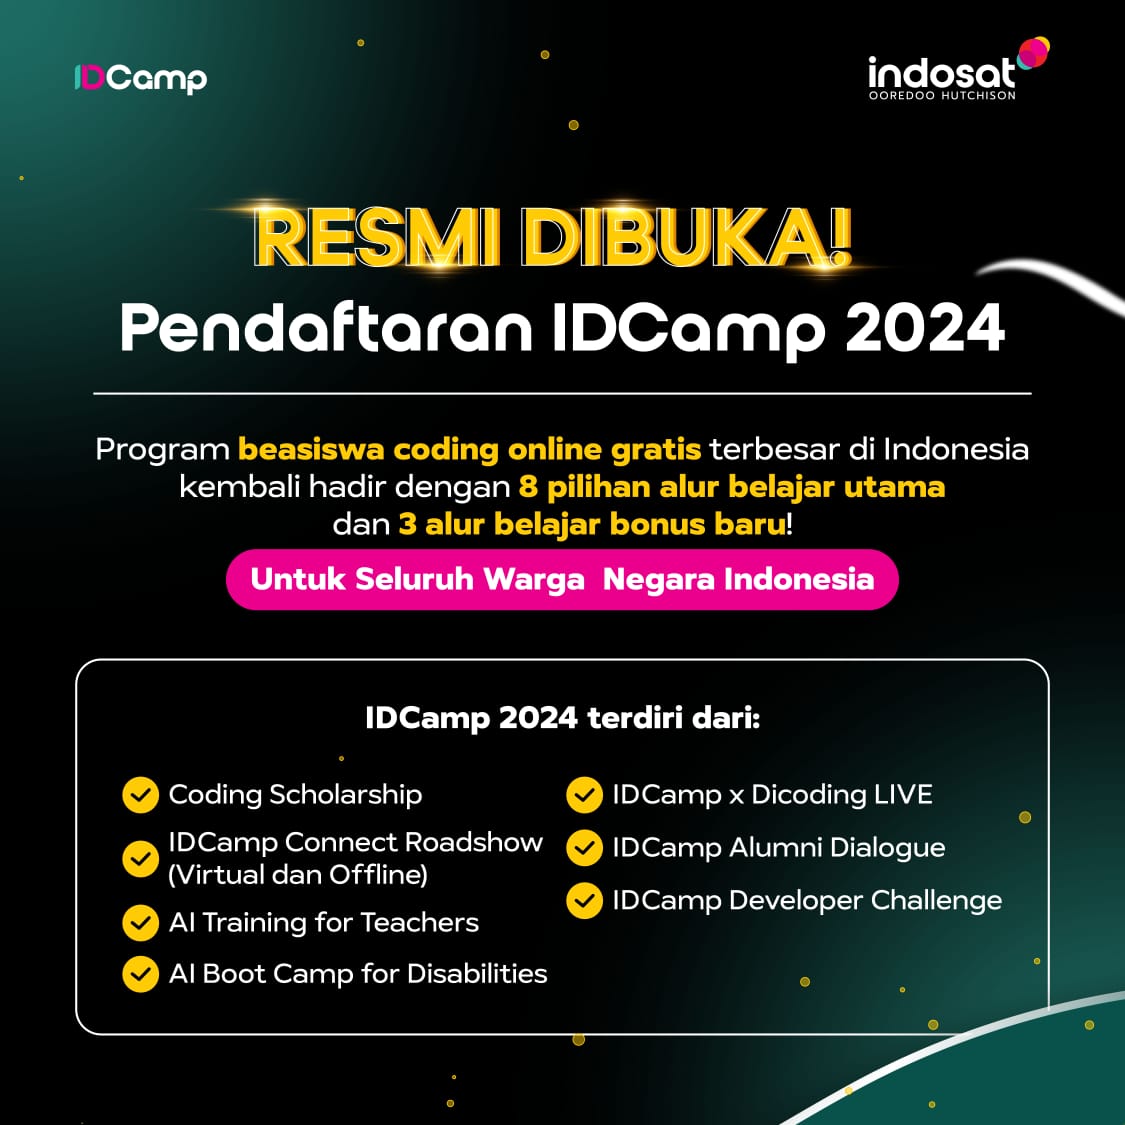 IDCamp
indosat
OOREDOO HUTCHISON
RESMI DIBUKA!
Pendaftaran IDCamp 2024
Program beasiswa coding online gratis terbesar di Indonesia
kembali hadir dengan 8 pilihan alur belajar utama
dan 3 alur belajar bonus baru!
Untuk Seluruh Warga Negara Indonesia
IDCamp 2024 terdiri dari:
Coding Scholarship
IDCamp Connect Roadshow
(Virtual dan Offline)
AI Training for Teachers
AI Boot Camp for Disabilities
IDCamp x Dicoding LIVE
IDCamp Alumni Dialogue
IDCamp Developer Challenge